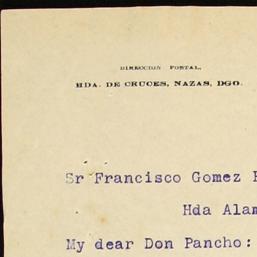 DIRECCION POSTAL.
HDA. DE CRUCES, NAZAS, DGO.
Sr Francisco Gomez
Hda
My dear Don Pancho: